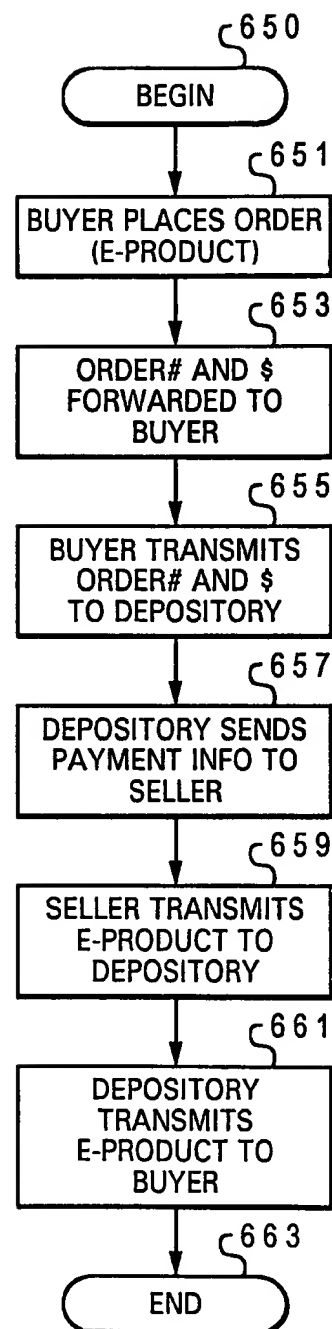 650
BEGIN
651
BUYER PLACES ORDER
(E-PRODUCT)
653
ORDER# AND $
FORWARDED TO
BUYER
655
BUYER TRANSMITS
ORDER# AND $
TO DEPOSITORY
657
DEPOSITORY SENDS
PAYMENT INFO TO
SELLER
659
SELLER TRANSMITS
E-PRODUCT TO
DEPOSITORY
661
DEPOSITORY
TRANSMITS
E-PRODUCT TO
BUYER
663
END